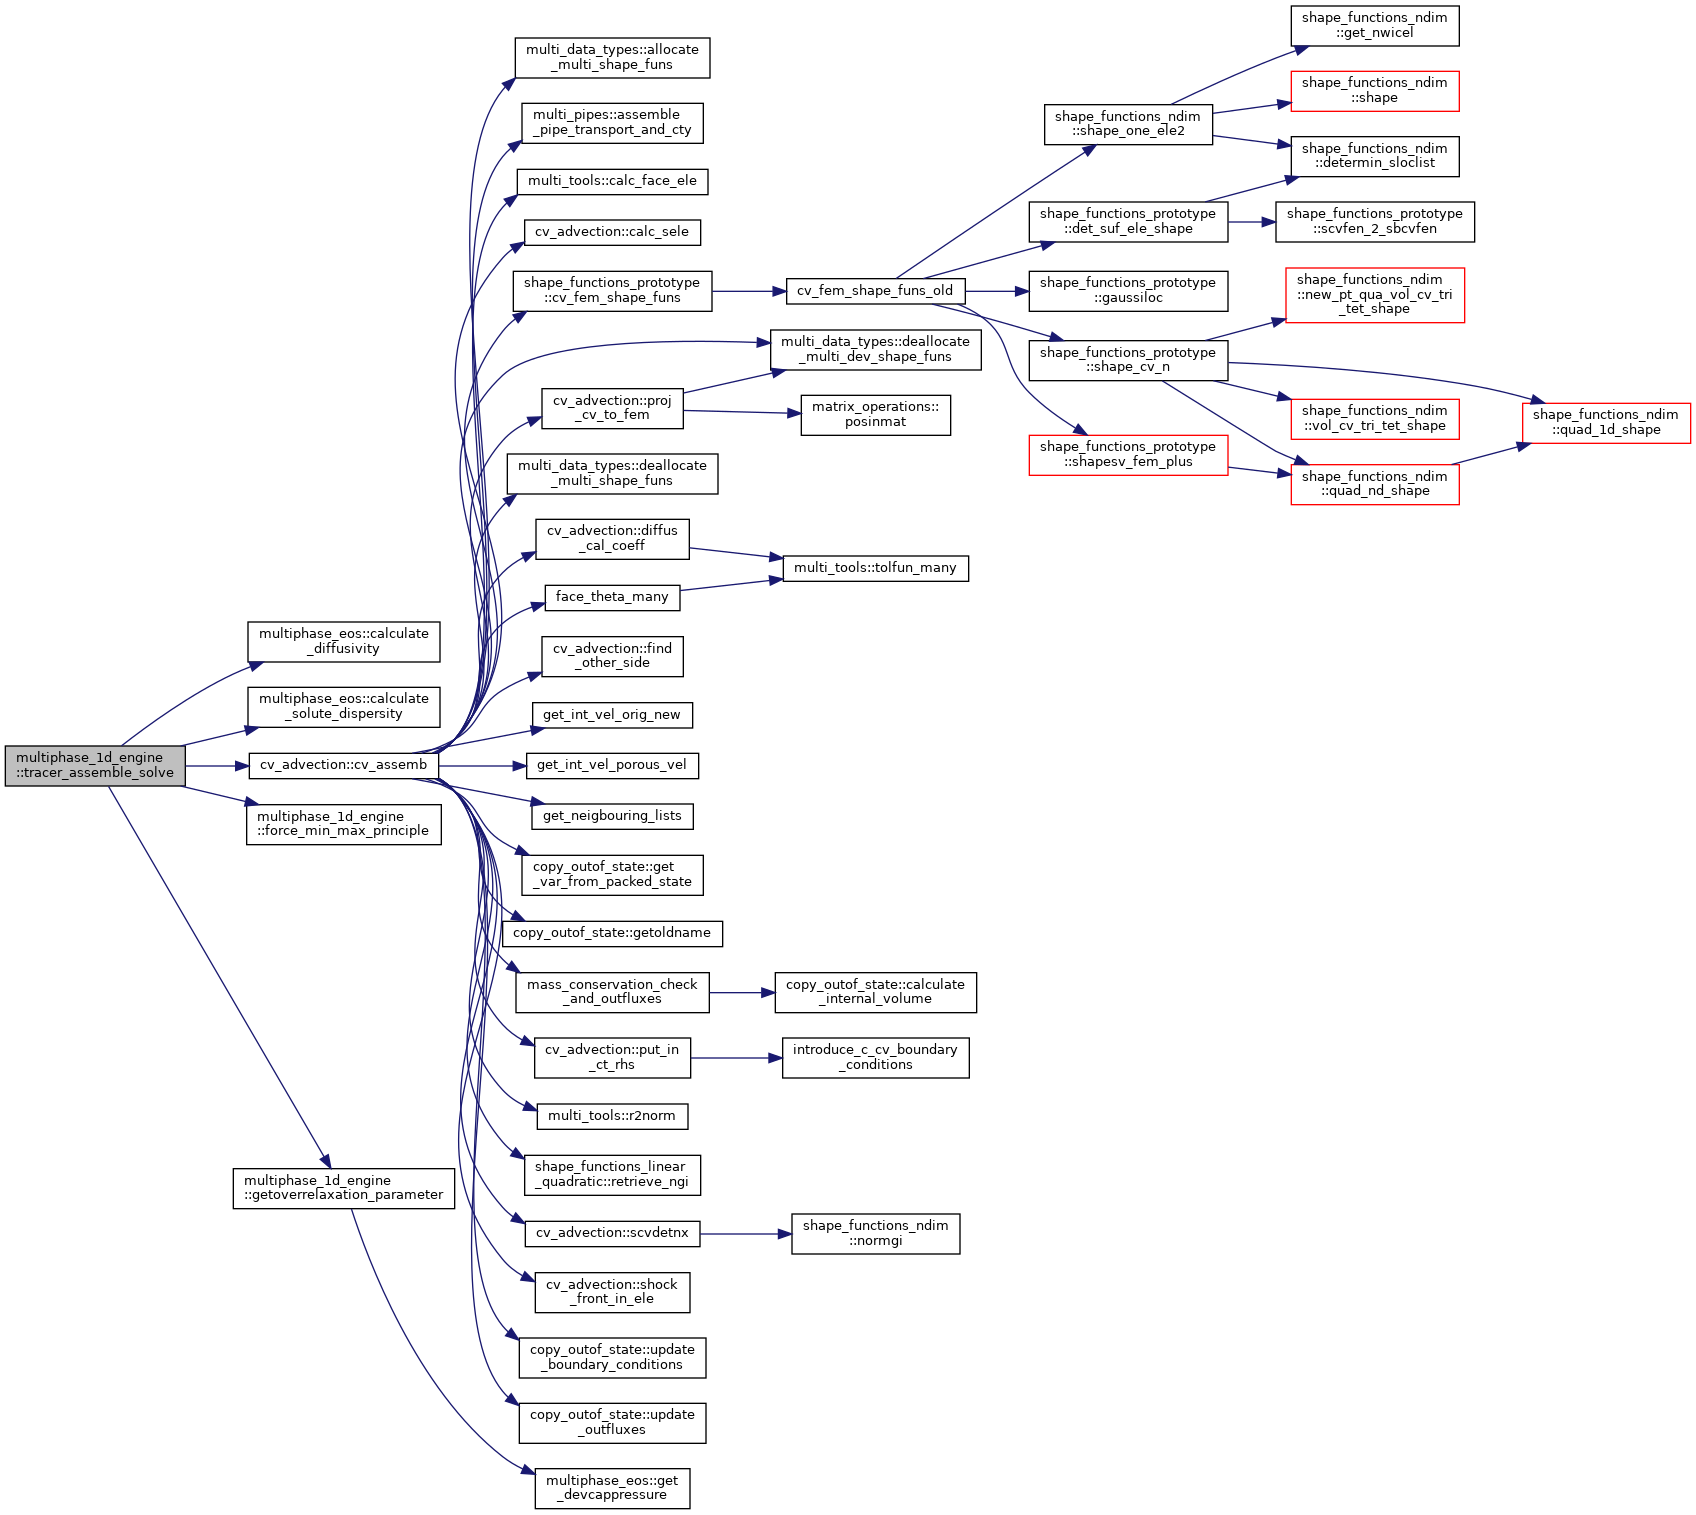 multiphase_1d_engine
::tracer_assemble_solve
multiphase_eos::calculate
_diffusivity
multiphase_eos::calculate
_solute_dispersity
cv_advection::cv_assemb
multiphase_1d_engine
::force_min_max_principle
multiphase_1d_engine
::getoverrelaxation_parameter
multi_data_types::allocate
_multi_shape_funs
multi_pipes::assemble
_pipe_transport_and_cty
multi_tools::calc_face_ele
cv_advection::calc_sele
shape_functions_prototype
::cv_fem_shape_funs
multi_data_types::deallocate
_multi_dev_shape_funs
cv_advection::proj
_cv_to_fem
matrix_operations::
posinmat
multi_data_types::deallocate
_multi_shape_funs
cv_advection::diffus
_cal_coeff
face_theta_many
multi_tools::tolfun_many
cv_advection::find
_other_side
get_int_vel_orig_new
get_int_vel_porous_vel
get_neigbouring_lists
copy_outof_state::get
_var_from_packed_state
copy_outof_state::getoldname
mass_conservation_check
_and_outfluxes
copy_outof_state::calculate
_internal_volume
cv_advection::put_in
_ct_rhs
introduce_c_cv_boundary
_conditions
multi_tools::r2norm
shape_functions_linear
_quadratic::retrieve_ngi
cv_advection::scvdetnx
shape_functions_ndim
::normgi
cv_advection::shock
_front_in_ele
copy_outof_state::update
_boundary_conditions
copy_outof_state::update
_outfluxes
multiphase_eos::get
_devcappressure
cv_fem_shape_funs_old
shape_functions_ndim
::shape_one_ele2
shape_functions_prototype
::det_suf_ele_shape
shape_functions_prototype
::gaussiloc
shape_functions_prototype
::shape_cv_n
shape_functions_prototype
::shapesv_fem_plus
shape_functions_ndim
::get_nwicel
shape_functions_ndim
::shape
shape_functions_ndim
::determin_sloclist
shape_functions_prototype
::scvfen_2_sbcvfen
shape_functions_ndim
::new_pt_qua_vol_cv_tri
_tet_shape
shape_functions_ndim
::vol_cv_tri_tet_shape
shape_functions_ndim
::quad_nd_shape
shape_functions_ndim
::quad_1d_shape